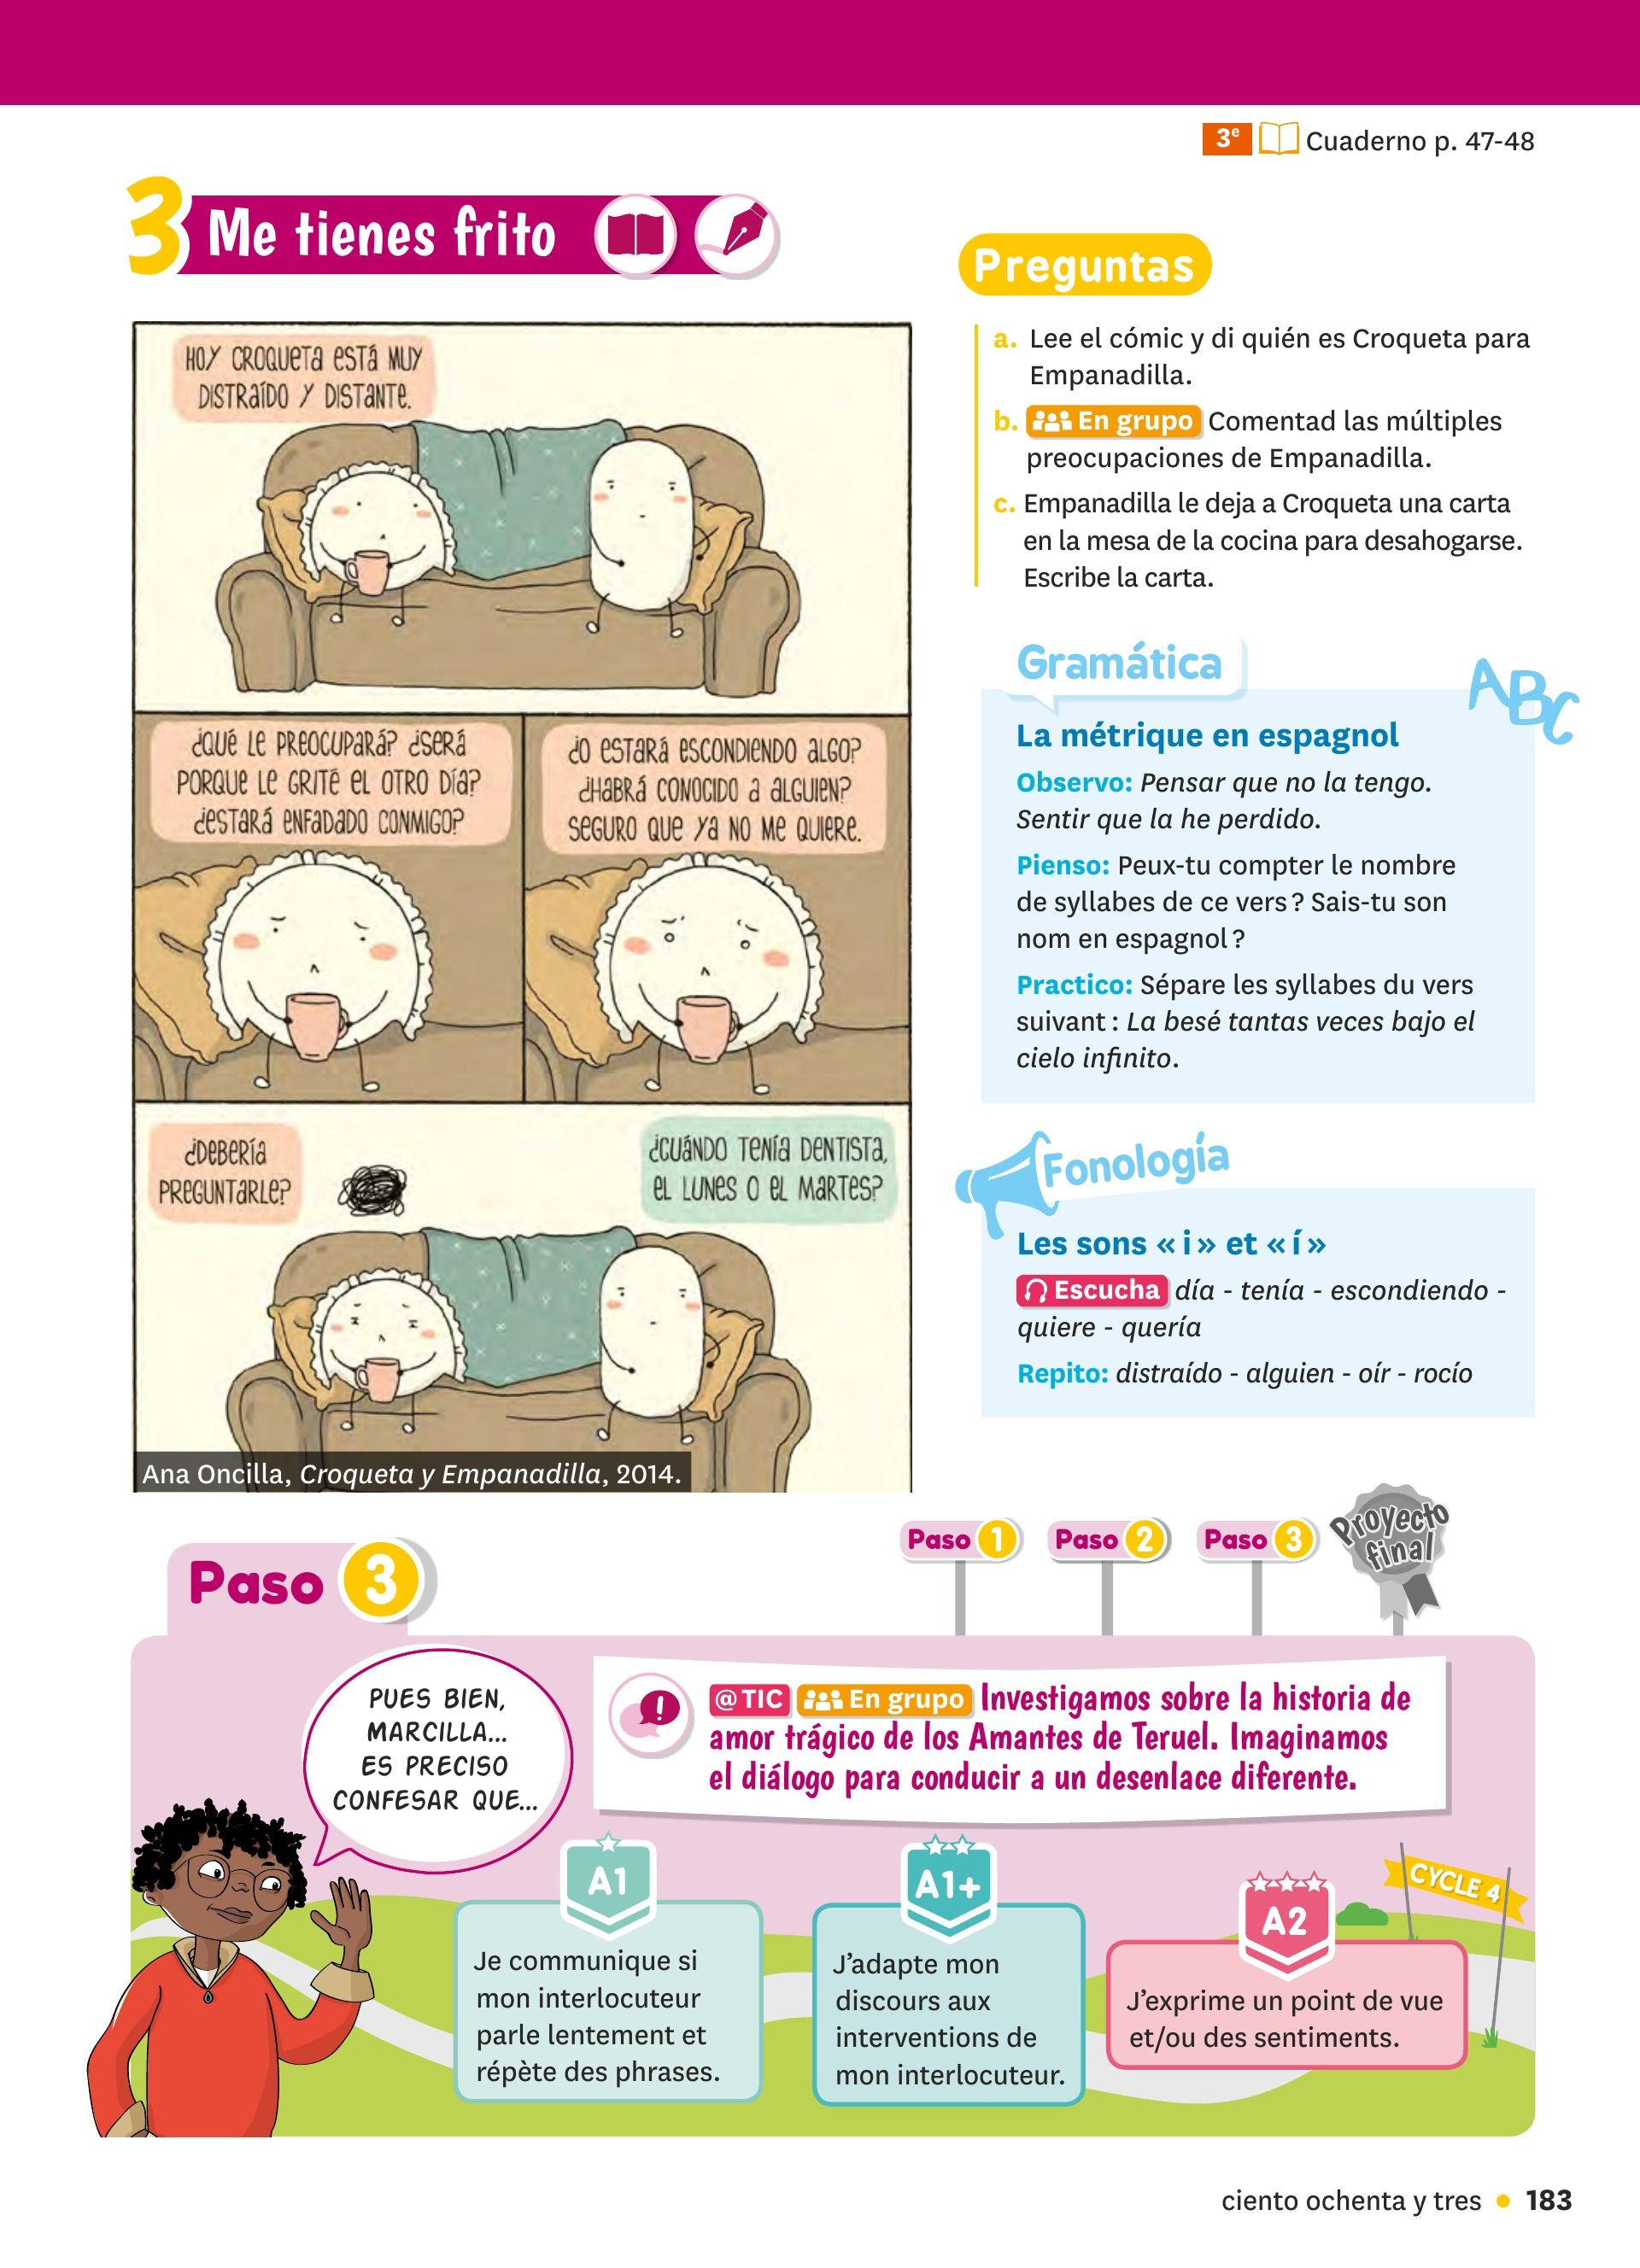 3e Cuaderno p. 47-48
3 Me tienes frito
HOY CROQUETA ESTÁ MUY
DISTRAÍDO Y DISTANTE.
¿QUÉ LE PREOCUPARÁ? ¿SERÁ
PORQUE LE GRITÉ EL OTRO DÍA?
¿ESTARÁ ENFADADO CONMIGO?
¿O ESTARÁ ESCONDIENDO ALGO?
¿HABRÁ CONOCIDO A ALGUIEN?
SEGURO QUE YA NO ME QUIERE.
¿DEBERÍA
PREGUNTARLE?
¿CUÁNDO TENÍA DENTISTA,
EL LUNES O EL MARTES?
Ana Oncilla, Croqueta y Empanadilla, 2014.
Preguntas
a. Lee el cómic y di quién es Croqueta para
Empanadilla.
b. En grupo Comentad las múltiples
preocupaciones de Empanadilla.
c. Empanadilla le deja a Croqueta una carta
en la mesa de la cocina para desahogarse.
Escribe la carta.
Gramática
ABC
La métrique en espagnol
Observo: Pensar que no la tengo.
Sentir que la he perdido.
Pienso: Peux-tu compter le nombre
de syllabes de ce vers ? Sais-tu son
nom en espagnol ?
Practico: Sépare les syllabes du vers
suivant : La besé tantas veces bajo el
cielo infinito.
Fonología
Les sons « i » et « í »
Escucha día - tenía - escondiendo -
quiere - quería
Repito: distraído - alguien - oír - rocío
Paso 1 Paso 2 Paso 3 Proyecto
final
Paso 3
PUES BIEN,
MARCILLA...
ES PRECISO
CONFESAR QUE...
! @TIC En grupo Investigamos sobre la historia de
amor trágico de los Amantes de Teruel. Imaginamos
el diálogo para conducir a un desenlace diferente.
A1
Je communique si
mon interlocuteur
parle lentement et
répète des phrases.
A1+
J'adapte mon
discours aux
interventions de
mon interlocuteur.
A2
J'exprime un point de vue
et/ou des sentiments.
CYCLE 4
ciento ochenta y tres • 183